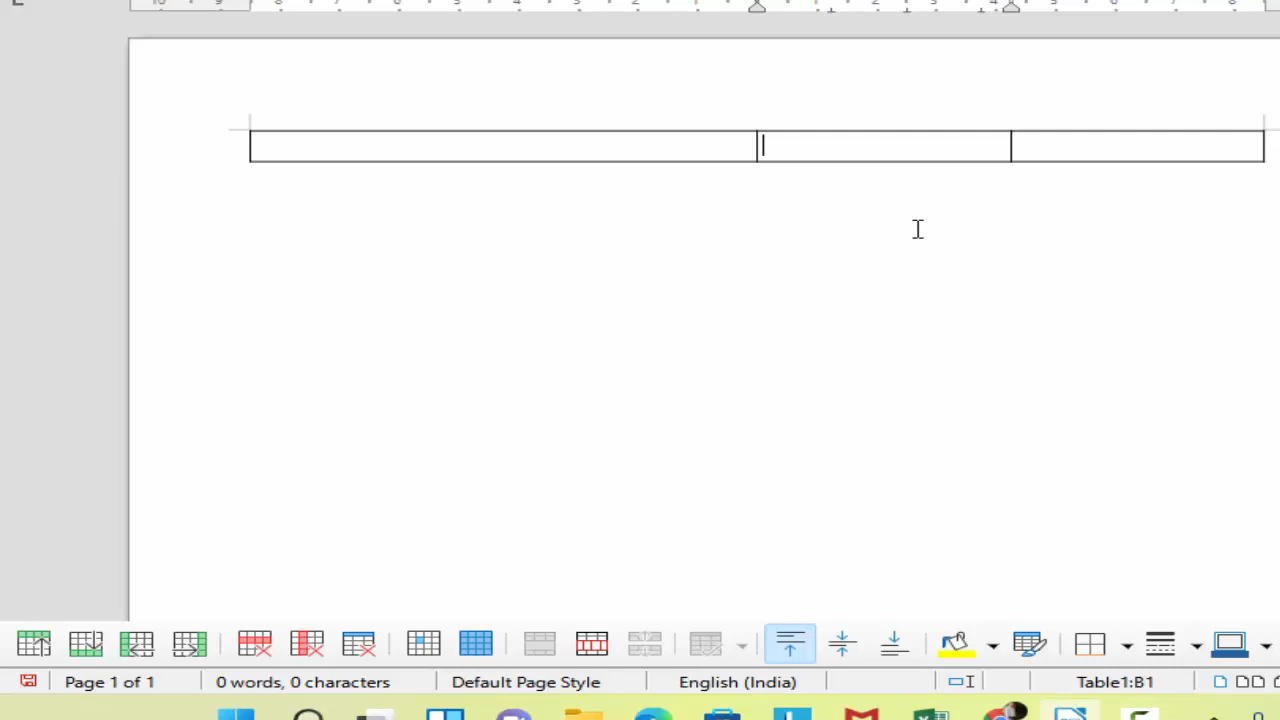 Page 1 of 1 0 words, 0 characters Default Page Style English (India) Table1:B1